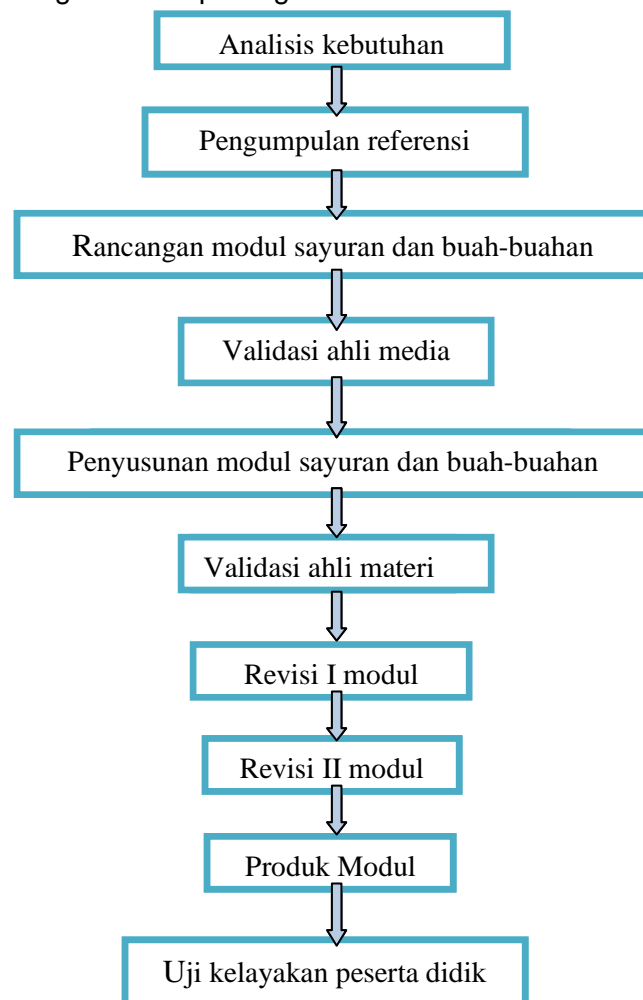 Analisis kebutuhan
Pengumpulan referensi
Rancangan modul sayuran dan buah-buahan
Validasi ahli media
Penyusunan modul sayuran dan buah-buahan
Validasi ahli materi
Revisi I modul
Revisi II modul
Produk Modul
Uji kelayakan peserta didik